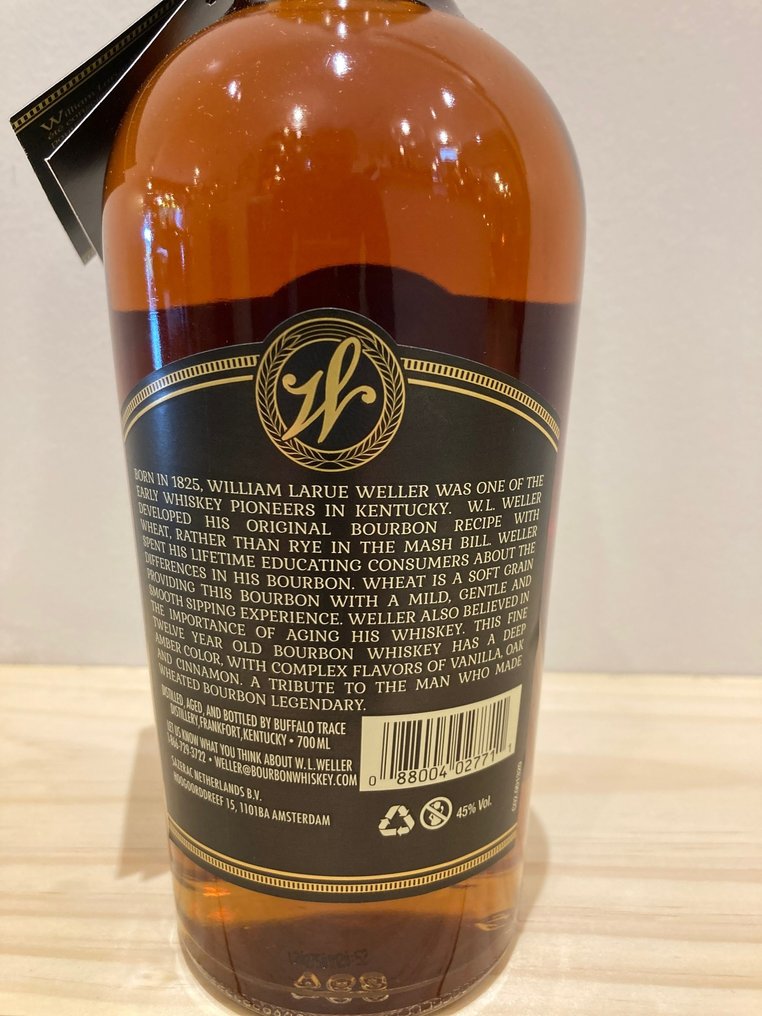 William
W
BORN IN 1825, WILLIAM LARUE WELLER WAS ONE OF THE
EARLY WHISKEY PIONEERS IN KENTUCKY. W.L. WELLER
DEVELOPED HIS ORIGINAL BOURBON RECIPE WITH
WHEAT, RATHER THAN RYE IN THE MASH BILL. WELLER
SPENT HIS LIFETIME EDUCATING CONSUMERS ABOUT THE
DIFFERENCES IN HIS BOURBON. WHEAT IS A SOFT GRAIN
PROVIDING THIS BOURBON WITH A MILD, GENTLE AND
SMOOTH SIPPING EXPERIENCE. WELLER ALSO BELIEVED IN
THE IMPORTANCE OF AGING HIS WHISKEY. THIS FINE
TWELVE YEAR OLD BOURBON WHISKEY HAS A DEEP
AMBER COLOR, WITH COMPLEX FLAVORS OF VANILLA, OAK
AND CINNAMON. A TRIBUTE TO THE MAN WHO MADE
WHEATED BOURBON LEGENDARY.
DISTILLED, AGED, AND BOTTLED BY BUFFALO TRACE
DISTILLERY, FRANKFORT, KENTUCKY • 700 ML
LET US KNOW WHAT YOU THINK ABOUT W.L. WELLER
1-866-729-3722 • WELLER@BOURBONWHISKEY.COM
SAZERAC NETHERLANDS B.V.
HOOGOORDDREEF 15, 1101BA AMSTERDAM
0 88004 02771 1
45% Vol.